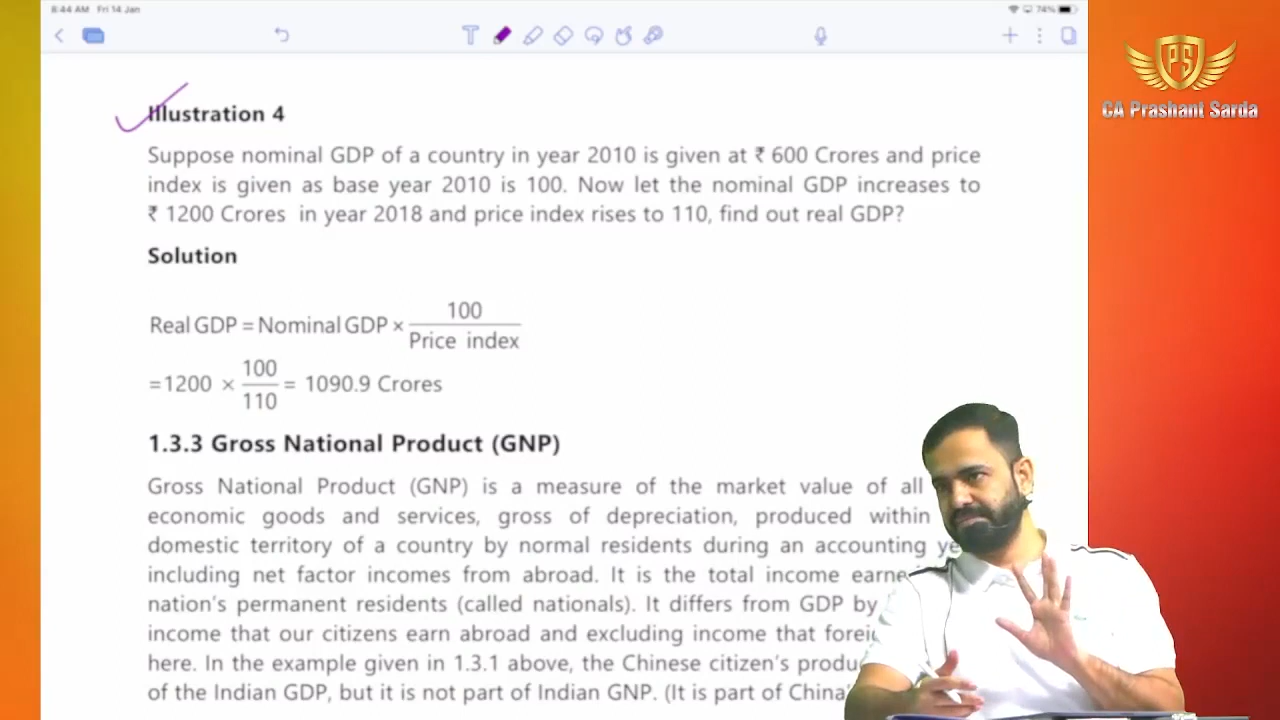 8:44 AM Fri 14 Jan
74%
PS
CA Prashant Sarda
Illustration 4
Suppose nominal GDP of a country in year 2010 is given at ₹ 600 Crores and price
index is given as base year 2010 is 100. Now let the nominal GDP increases to
₹ 1200 Crores in year 2018 and price index rises to 110, find out real GDP?
Solution
Real GDP = Nominal GDP × 100 / Price index
= 1200 × 100 / 110 = 1090.9 Crores
1.3.3 Gross National Product (GNP)
Gross National Product (GNP) is a measure of the market value of all
economic goods and services, gross of depreciation, produced within
domestic territory of a country by normal residents during an accounting
including net factor incomes from abroad. It is the total income
nation's permanent residents (called nationals). It differs from GDP by
income that our citizens earn abroad and excluding income that
here. In the example given in 1.3.1 above, the Chinese citizen's
of the Indian GDP, but it is not part of Indian GNP. (It is part of